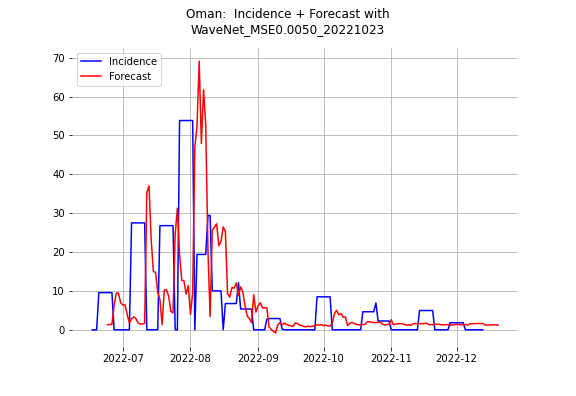 Oman:  Incidence + Forecast with
WaveNet_MSE0.0050_20221023
Incidence
Forecast
70
60
50
40
30
20
10
0
2022-07 2022-08 2022-09 2022-10 2022-11 2022-12